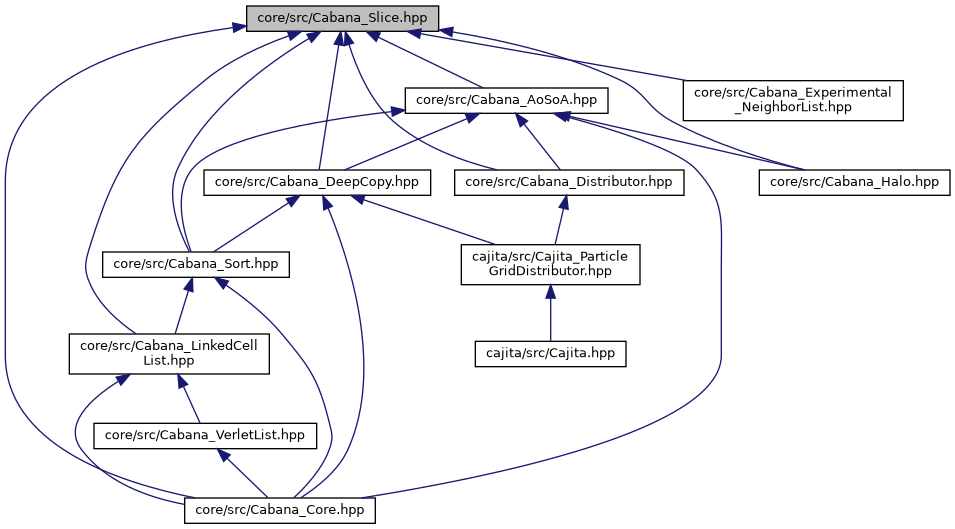 core/src/Cabana_Slice.hpp
core/src/Cabana_AoSoA.hpp
core/src/Cabana_Experimental
_NeighborList.hpp
core/src/Cabana_DeepCopy.hpp
core/src/Cabana_Distributor.hpp
core/src/Cabana_Halo.hpp
core/src/Cabana_Sort.hpp
cajita/src/Cajita_Particle
GridDistributor.hpp
core/src/Cabana_LinkedCell
List.hpp
cajita/src/Cajita.hpp
core/src/Cabana_VerletList.hpp
core/src/Cabana_Core.hpp